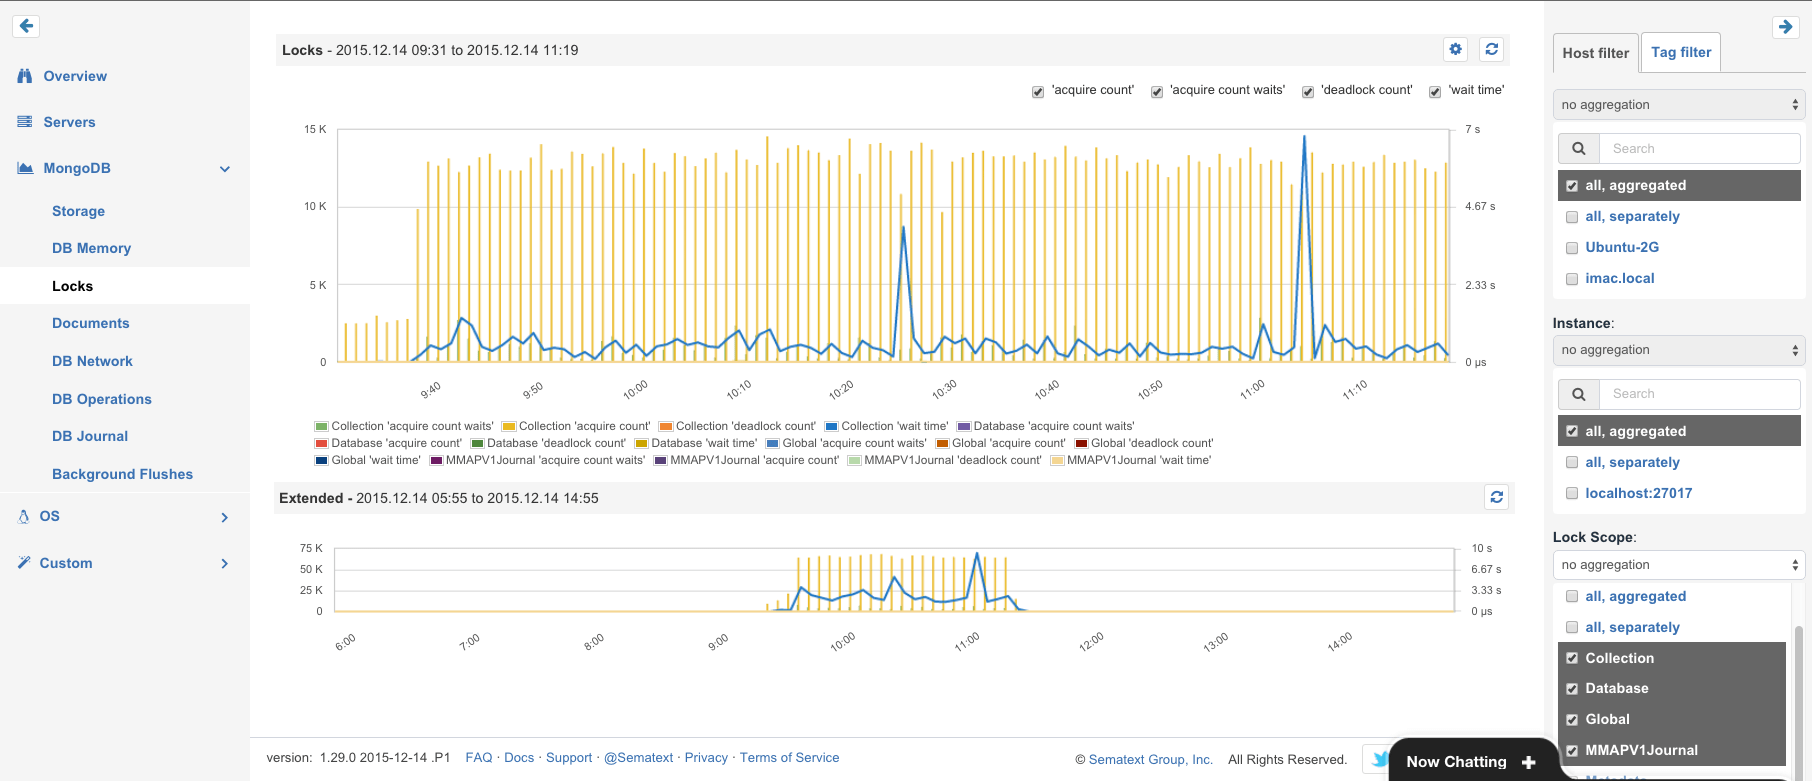 Overview
Servers
MongoDB
Storage
DB Memory
Locks
Documents
DB Network
DB Operations
DB Journal
Background Flushes
OS
Custom
Locks - 2015.12.14 09:31 to 2015.12.14 11:19
'acquire count' 'acquire count waits' 'deadlock count' 'wait time'
15 K 7 s
10 K 4.67 s
5 K 2.33 s
0 0 µs
9:40 9:50 10:00 10:10 10:20 10:30 10:40 10:50 11:00 11:10
Collection 'acquire count waits' Collection 'acquire count' Collection 'deadlock count' Collection 'wait time' Database 'acquire count waits'
Database 'acquire count' Database 'deadlock count' Database 'wait time' Global 'acquire count waits' Global 'acquire count' Global 'deadlock count'
Global 'wait time' MMAPV1Journal 'acquire count waits' MMAPV1Journal 'acquire count' MMAPV1Journal 'deadlock count' MMAPV1Journal 'wait time'
Extended - 2015.12.14 05:55 to 2015.12.14 14:55
75 K 10 s
50 K 6.67 s
25 K 3.33 s
0 0 µs
6:00 7:00 8:00 9:00 10:00 11:00 12:00 13:00 14:00
version: 1.29.0 2015-12-14 .P1 FAQ · Docs · Support · @Sematext · Privacy · Terms of Service
© Sematext Group, Inc. All Rights Reserved.
Host filter Tag filter
no aggregation
Search
all, aggregated
all, separately
Ubuntu-2G
imac.local
Instance:
no aggregation
Search
all, aggregated
all, separately
localhost:27017
Lock Scope:
no aggregation
all, aggregated
all, separately
Collection
Database
Global
MMAPV1Journal
Now Chatting +